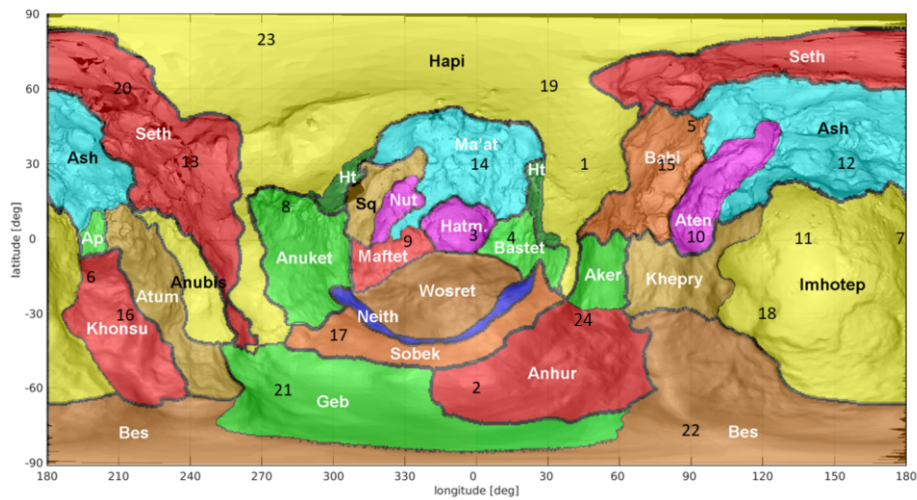 90
23
Hapi
Seth
60
20
19
Seth
5
Ash
Ma'at
Ash
30
13
Ht
14
Ht
1
Babi
15
12
8
Sq
Nut
Aten
Ap
9
Hatm.
3
4
Bastet
10
11
7
0
Anuket
Maftet
6
Anubis
Aker
Khepry
Imhotep
Atum
Wosret
-30
16
Neith
24
18
Khonsu
17
Sobek
Anhur
-60
21
2
Geb
Bes
22
Bes
-90
180 210 240 270 300 330 0 30 60 90 120 150 180
longitude [deg]
latitude [deg]